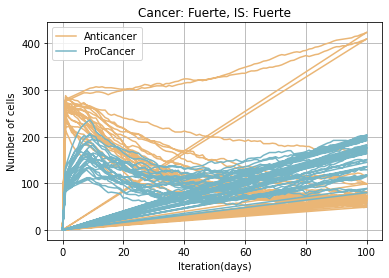 Cancer: Fuerte, IS: Fuerte
Anticancer
ProCancer
Number of cells
400
300
200
100
0
0 20 40 60 80 100
Iteration(days)